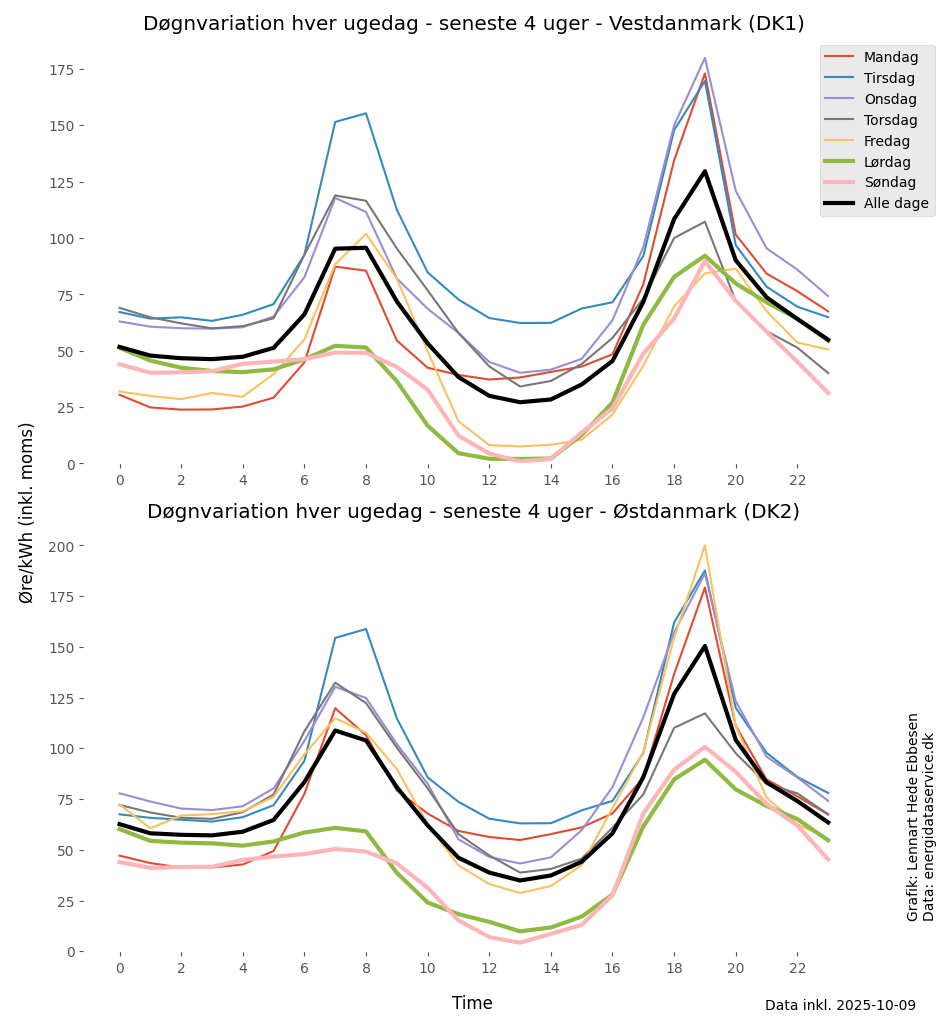 Døgnvariation hver ugedag - seneste 4 uger - Vestdanmark (DK1)
175
150
125
100
75
50
25
0
0 2 4 6 8 10 12 14 16 18 20 22
Mandag
Tirsdag
Onsdag
Torsdag
Fredag
Lørdag
Søndag
Alle dage
Øre/kWh (inkl. moms)
Døgnvariation hver ugedag - seneste 4 uger - Østdanmark (DK2)
200
175
150
125
100
75
50
25
0
0 2 4 6 8 10 12 14 16 18 20 22
Time
Grafik: Lennart Hede Ebbesen
Data: energidataservice.dk
Data inkl. 2025-10-09